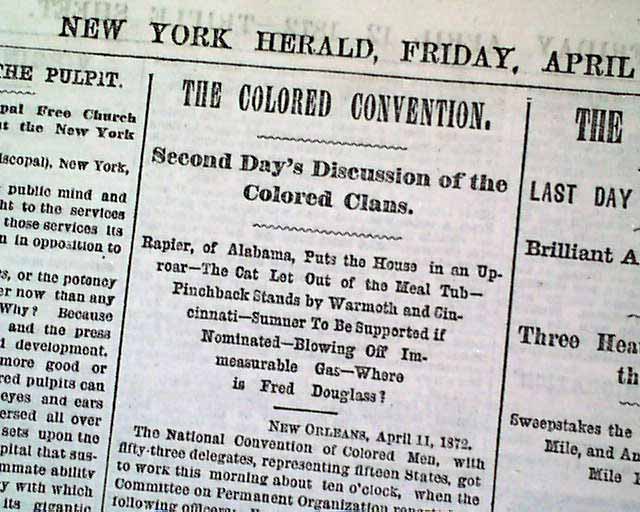 NEW YORK HERALD, FRIDAY, APRIL
THE PULPIT.
pal Free Church
at the New York
iscopal), New York,
public mind and
ht to the services
those services its
n in opposition to
es, or the potency
er now than any
Why? Because
and the press
l development.
more good or
red pulpits can
eyes and ears
ersed all over
sets upon the
pital that sus-
mmate ability
y with which
its gigantic
THE COLORED CONVENTION.
Second Day's Discussion of the
Colored Clans.
Rapier, of Alabama, Puts the House in an Up-
roar—The Cat Let Out of the Meal Tub—
Pinchback Stands by Warmoth and Cin-
cinnati—Sumner To Be Supported if
Nominated—Blowing Off Im-
measurable Gas—Where
is Fred Douglass?
NEW ORLEANS, April 11, 1872.
The National Convention of Colored Men, with
fifty-three delegates, representing fifteen States, got
to work this morning about ten o'clock, when the
Committee on Permanent Organization
following officers:
THE
LAST DAY
Brilliant A
Three Hea
th
Sweepstakes the
Mile, and An
Mile